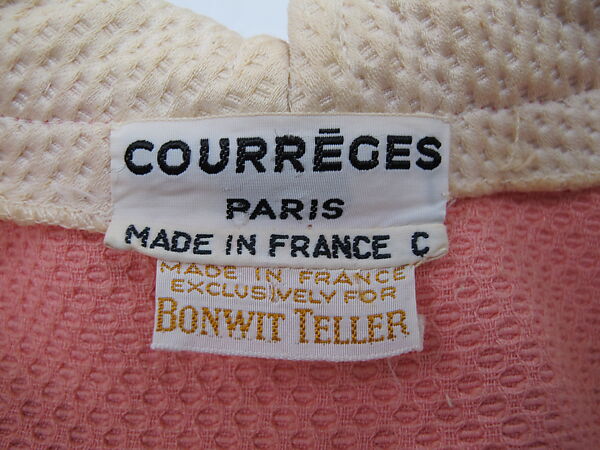 COURRĒGES
PARIS
MADE IN FRANCE C
MADE IN FRANCE
EXCLUSIVELY FOR
BONWIT TELLER